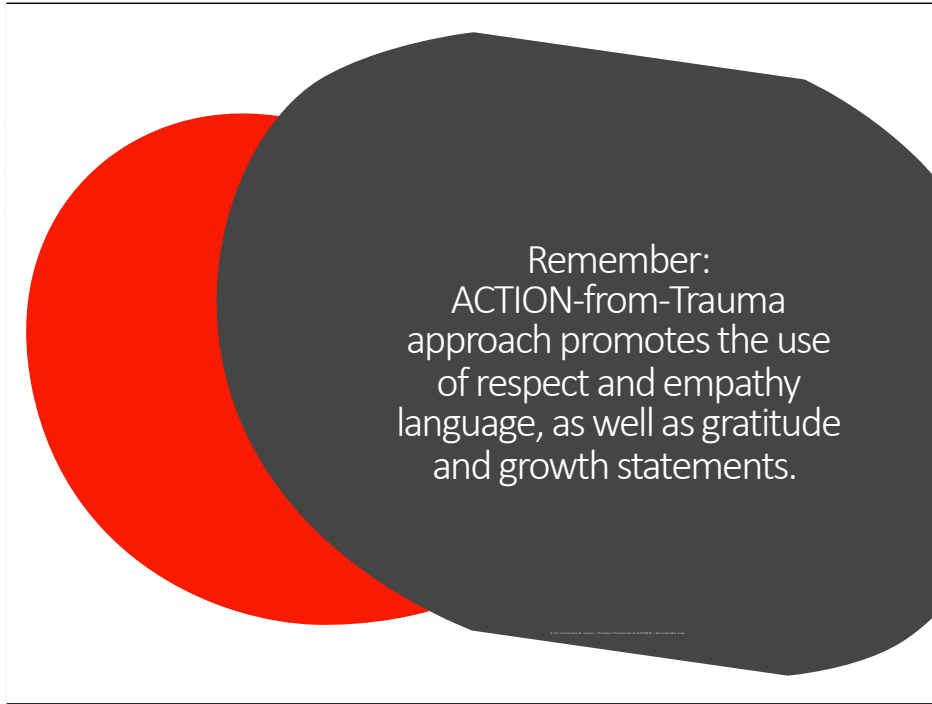 Remember:
ACTION-from-Trauma
approach promotes the use
of respect and empathy
language, as well as gratitude
and growth statements.